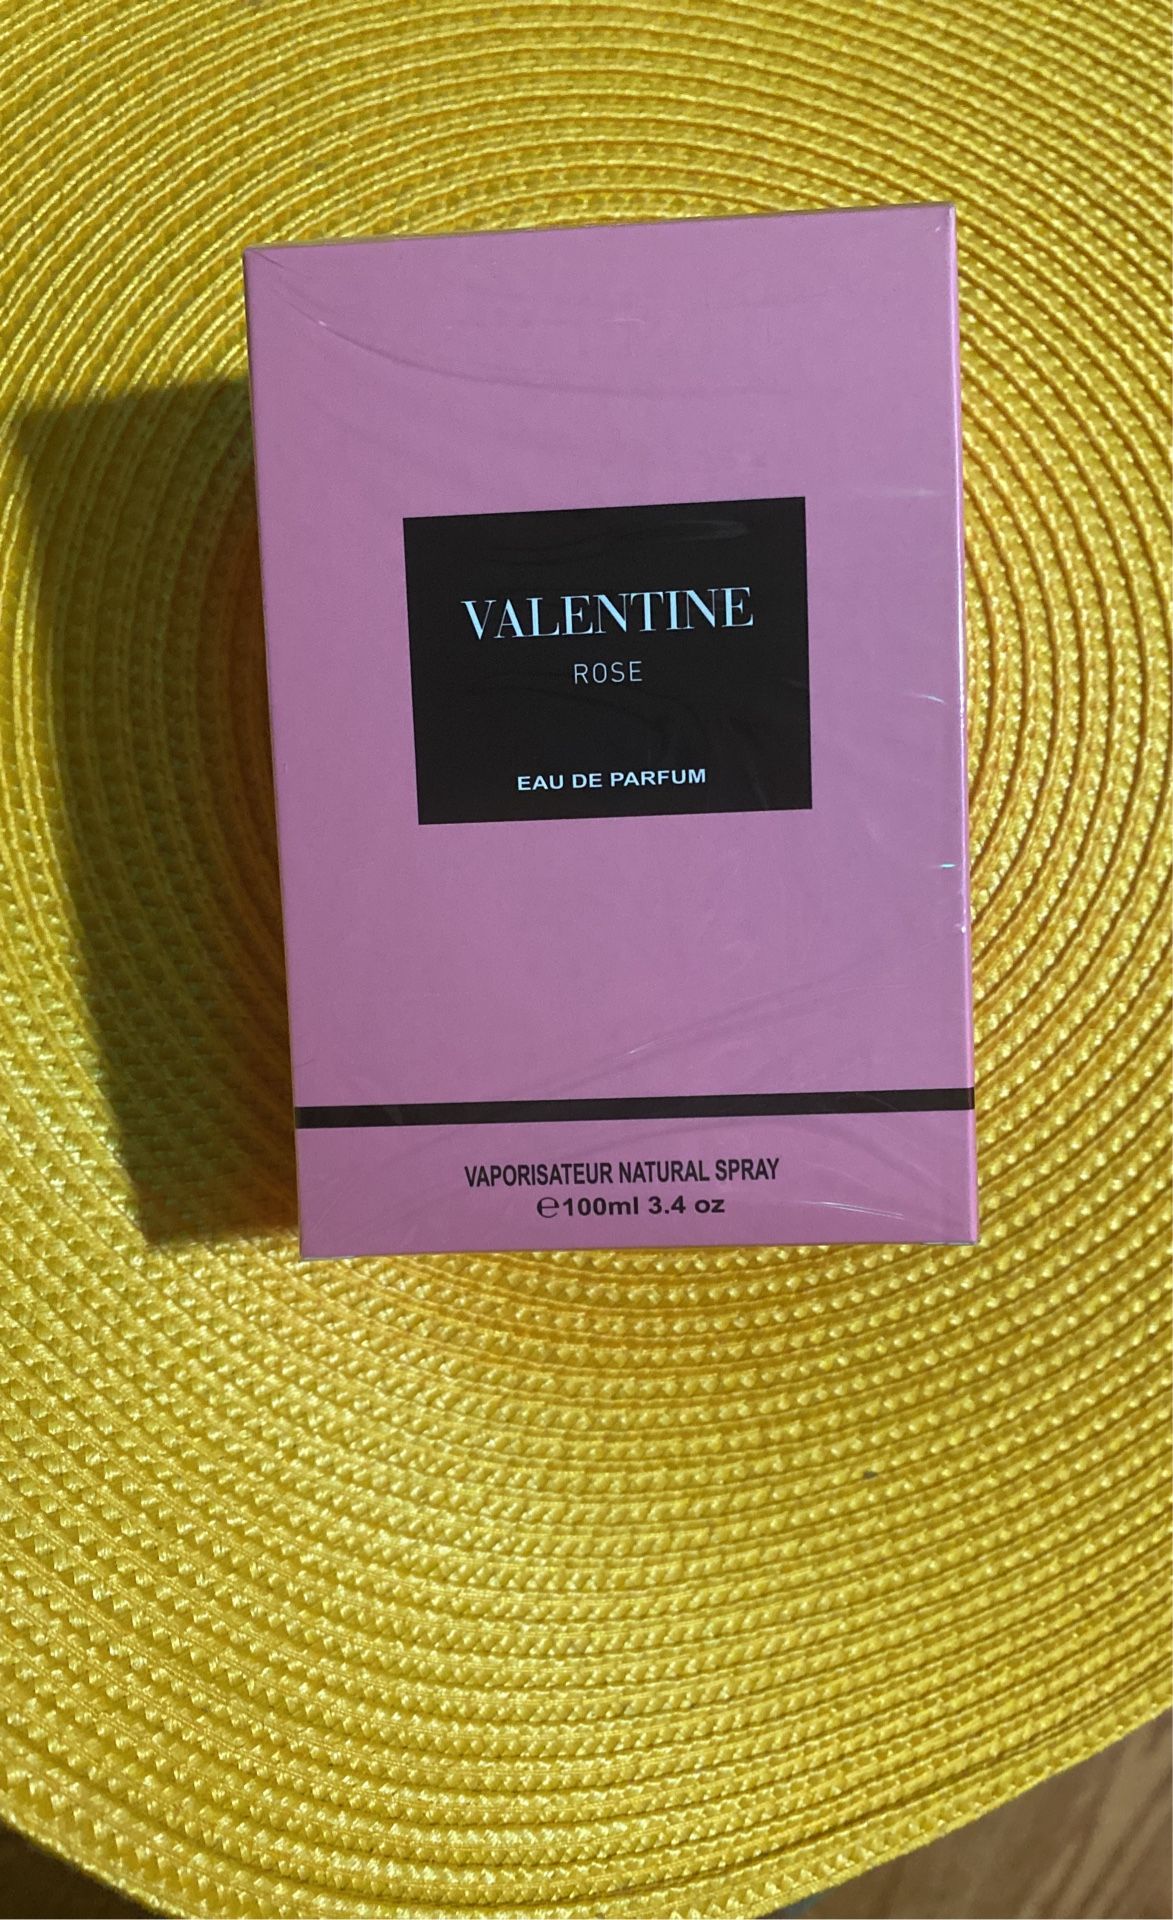 VALENTINE
ROSE
EAU DE PARFUM
VAPORISATEUR NATURAL SPRAY
℮100ml 3.4 oz